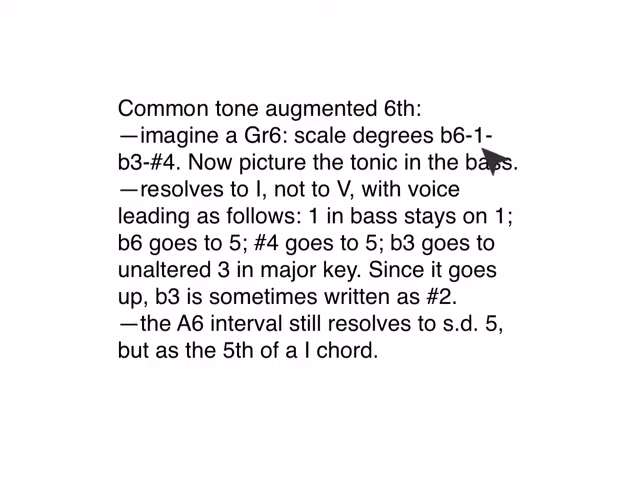 Common tone augmented 6th:
—imagine a Gr6: scale degrees b6-1-
b3-#4. Now picture the tonic in the bass.
—resolves to I, not to V, with voice
leading as follows: 1 in bass stays on 1;
b6 goes to 5; #4 goes to 5; b3 goes to
unaltered 3 in major key. Since it goes
up, b3 is sometimes written as #2.
—the A6 interval still resolves to s.d. 5,
but as the 5th of a I chord.